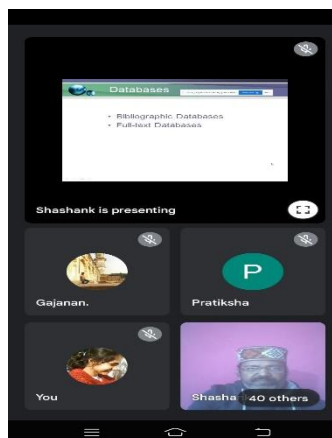 Databases
• Bibliographic Databases
• Full-text Databases
Shashank is presenting
Gajanan.
P
Pratiksha
You
Shasha
40 others